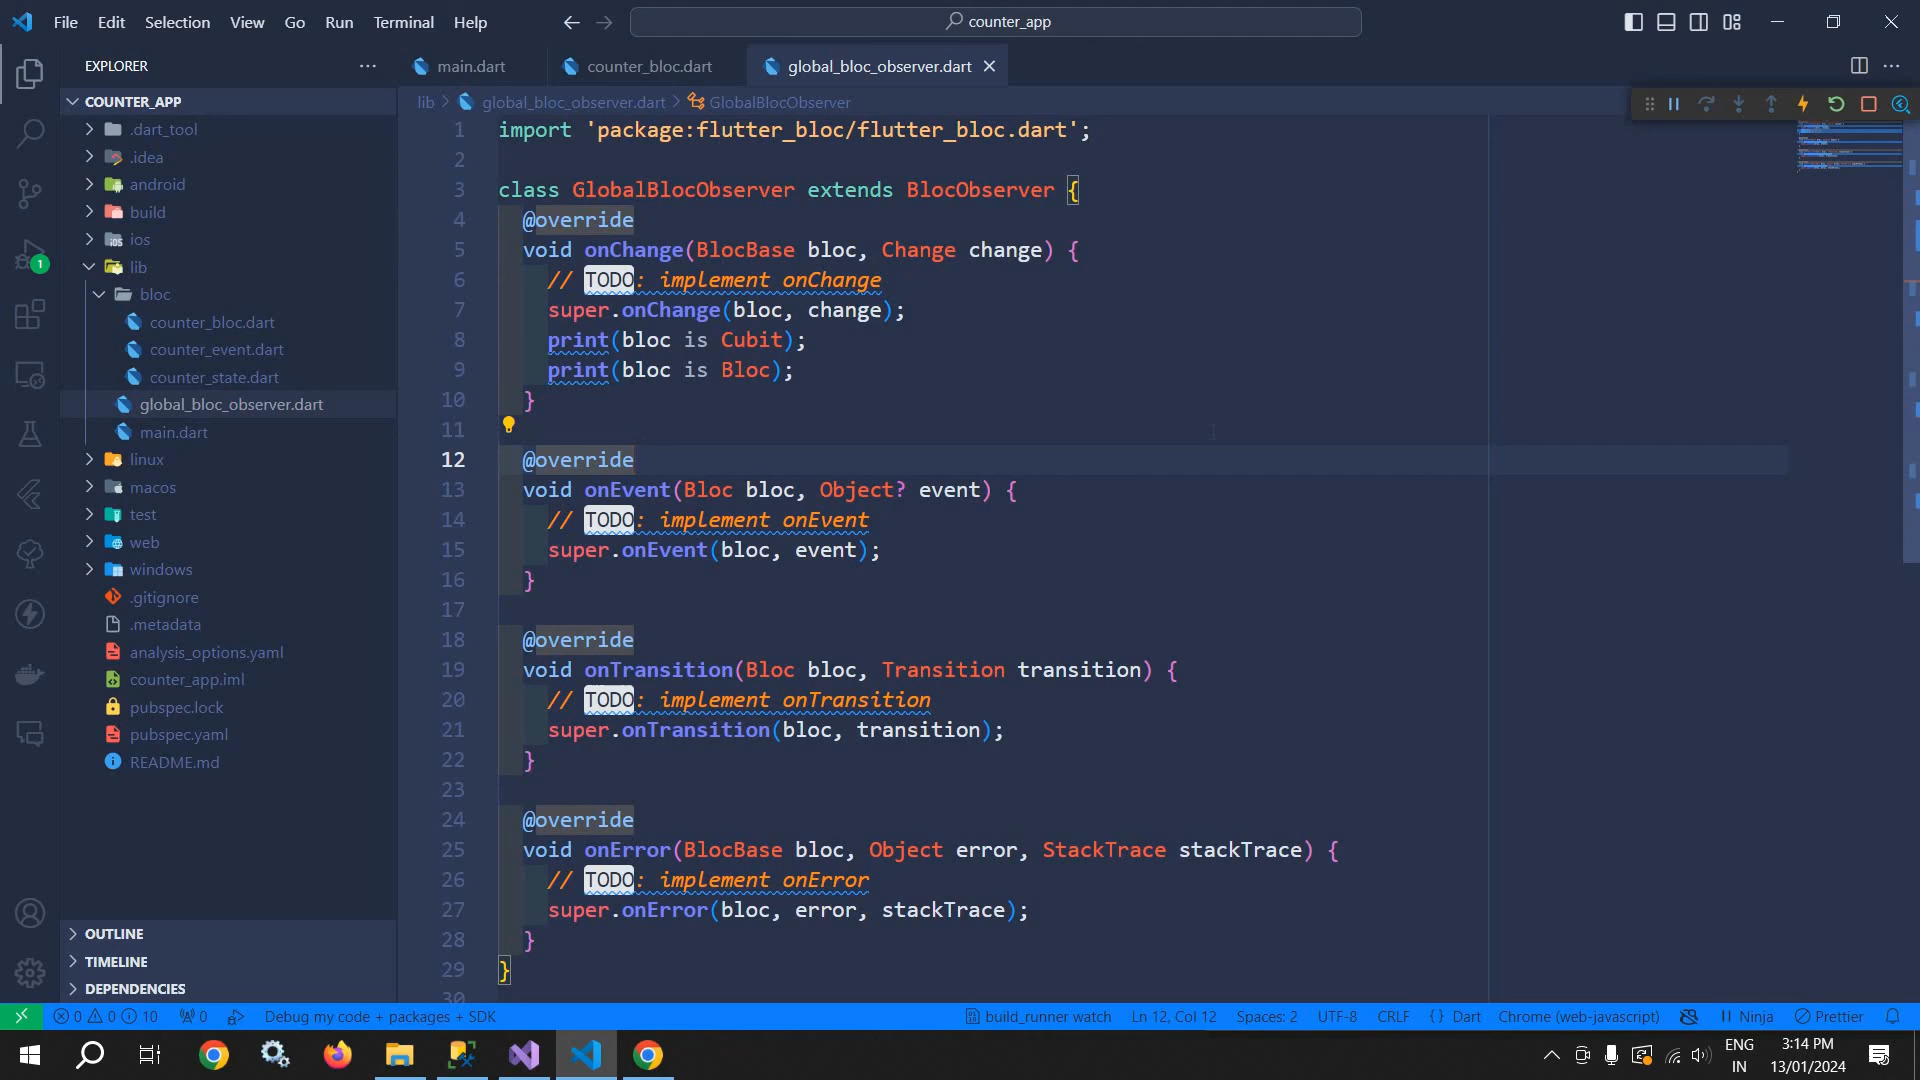 File Edit Selection View Go Run Terminal Help
counter_app
EXPLORER
main.dart
counter_bloc.dart
global_bloc_observer.dart
COUNTER_APP
.dart_tool
.idea
android
build
ios
lib
bloc
counter_bloc.dart
counter_event.dart
counter_state.dart
global_bloc_observer.dart
main.dart
linux
macos
test
web
windows
.gitignore
.metadata
analysis_options.yaml
counter_app.iml
pubspec.lock
pubspec.yaml
README.md
OUTLINE
TIMELINE
DEPENDENCIES
1
lib > global_bloc_observer.dart > GlobalBlocObserver
1 import 'package:flutter_bloc/flutter_bloc.dart';
2
3 class GlobalBlocObserver extends BlocObserver {
4 @override
5 void onChange(BlocBase bloc, Change change) {
6 // TODO: implement onChange
7 super.onChange(bloc, change);
8 print(bloc is Cubit);
9 print(bloc is Bloc);
10 }
11
12 @override
13 void onEvent(Bloc bloc, Object? event) {
14 // TODO: implement onEvent
15 super.onEvent(bloc, event);
16 }
17
18 @override
19 void onTransition(Bloc bloc, Transition transition) {
20 // TODO: implement onTransition
21 super.onTransition(bloc, transition);
22 }
23
24 @override
25 void onError(BlocBase bloc, Object error, StackTrace stackTrace) {
26 // TODO: implement onError
27 super.onError(bloc, error, stackTrace);
28 }
29 }
30
0 0 10 0 Debug my code + packages + SDK build_runner watch Ln 12, Col 12 Spaces: 2 UTF-8 CRLF {} Dart Chrome (web-javascript) Ninja Prettier
ENG
IN
3:14 PM
13/01/2024